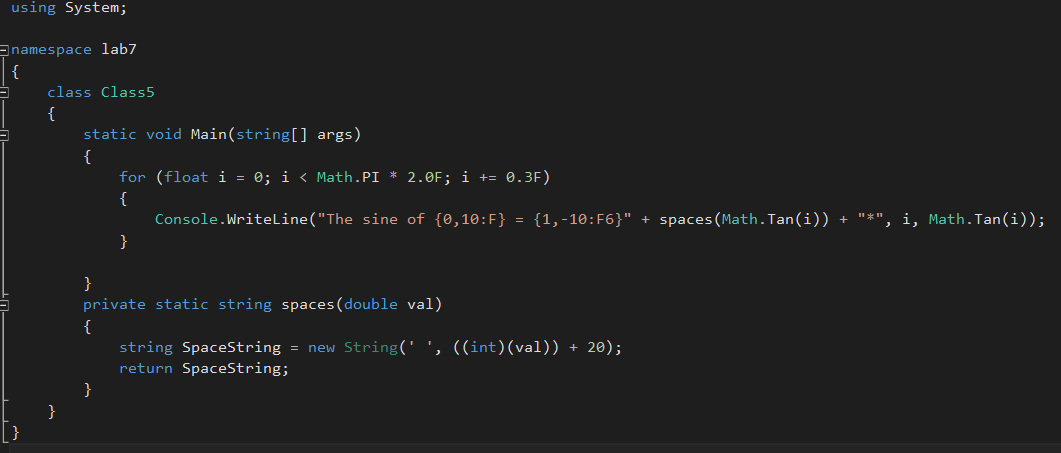 using System;
namespace lab7
{
class Class5
{
static void Main(string[] args)
{
for (float i = 0; i < Math.PI * 2.0F; i += 0.3F)
{
Console.WriteLine("The sine of {0,10:F} = {1,-10:F6}" + spaces(Math.Tan(i)) + "*", i, Math.Tan(i));
}
}
private static string spaces(double val)
{
string SpaceString = new String(' ', ((int)(val)) + 20);
return SpaceString;
}
}
}